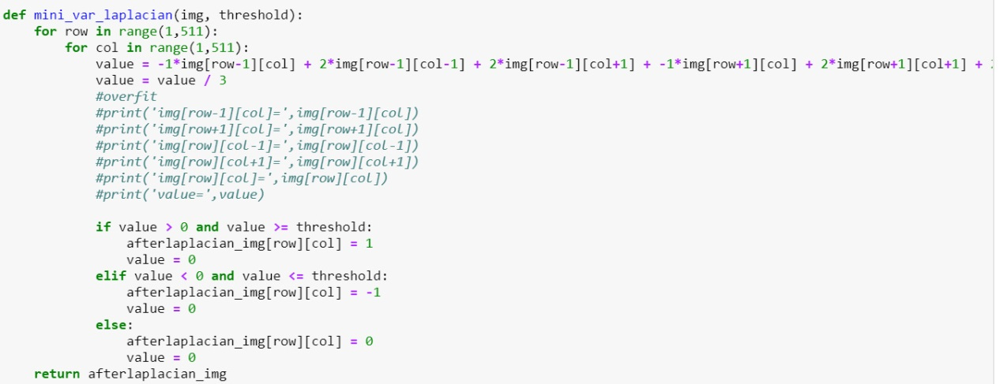 def mini_var_laplacian(img, threshold):
    for row in range(1,511):
        for col in range(1,511):
            value = -1*img[row-1][col] + 2*img[row-1][col-1] + 2*img[row-1][col+1] + -1*img[row+1][col] + 2*img[row+1][col+1] +
            value = value / 3
            #overfit
            #print('img[row-1][col]=',img[row-1][col])
            #print('img[row+1][col]=',img[row+1][col])
            #print('img[row][col-1]=',img[row][col-1])
            #print('img[row][col+1]=',img[row][col+1])
            #print('img[row][col]=',img[row][col])
            #print('value=',value)
            if value > 0 and value >= threshold:
                afterlaplacian_img[row][col] = 1
                value = 0
            elif value < 0 and value <= threshold:
                afterlaplacian_img[row][col] = -1
                value = 0
            else:
                afterlaplacian_img[row][col] = 0
                value = 0
    return afterlaplacian_img